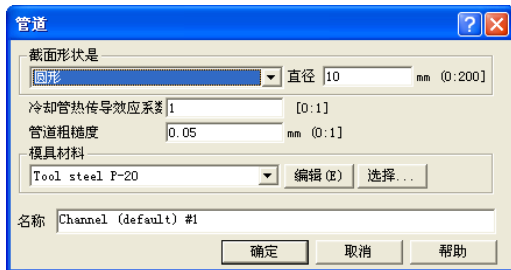 管道
截面形状是
圆形 直径 10 mm (0:200]
冷却管热传导效应系数 1 [0:1]
管道粗糙度 0.05 mm (0:1]
模具材料
Tool steel P-20 编辑(E) 选择...
名称 Channel (default) #1
确定 取消 帮助